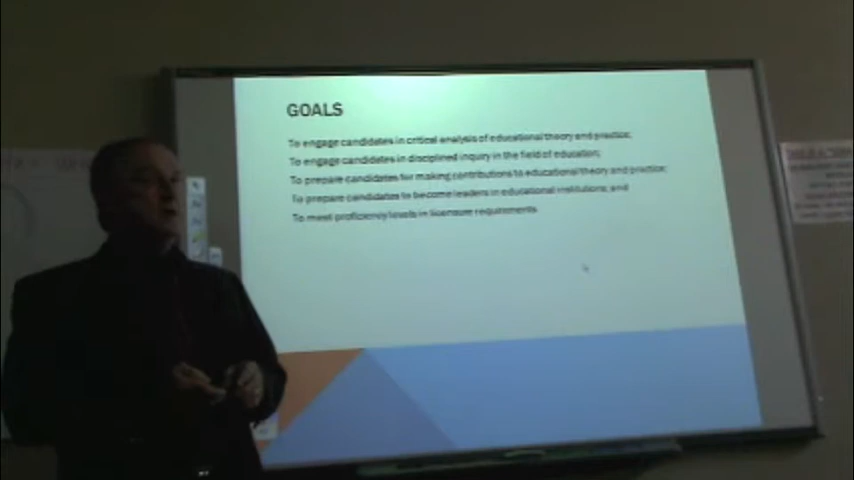 GOALS
To engage candidates in critical analysis of educational theory and practice;
To engage candidates in disciplined inquiry in the field of education;
To prepare candidates for making contributions to educational theory and practice;
To prepare candidates to become leaders in educational institutions; and
To meet proficiency levels in licensure requirements